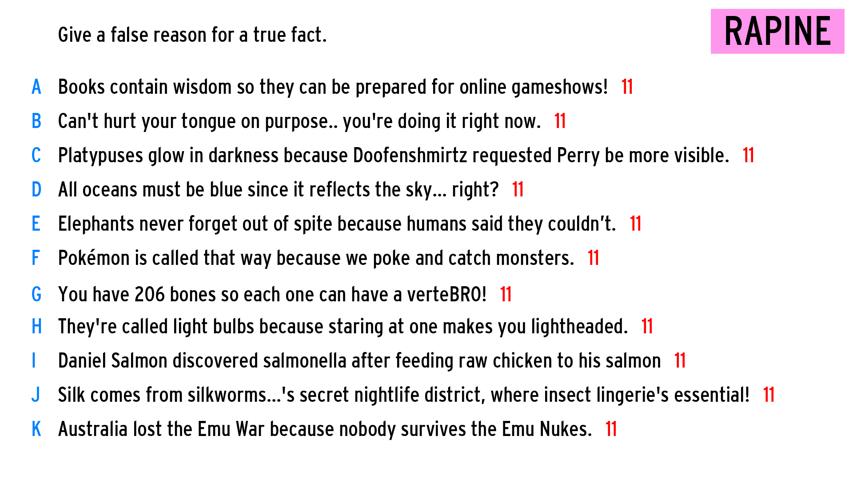 Give a false reason for a true fact.
RAPINE
A Books contain wisdom so they can be prepared for online gameshows! 11
B Can't hurt your tongue on purpose.. you're doing it right now. 11
C Platypuses glow in darkness because Doofenshmirtz requested Perry be more visible. 11
D All oceans must be blue since it reflects the sky... right? 11
E Elephants never forget out of spite because humans said they couldn’t. 11
F Pokémon is called that way because we poke and catch monsters. 11
G You have 206 bones so each one can have a verteBRO! 11
H They're called light bulbs because staring at one makes you lightheaded. 11
I Daniel Salmon discovered salmonella after feeding raw chicken to his salmon 11
J Silk comes from silkworms...'s secret nightlife district, where insect lingerie's essential! 11
K Australia lost the Emu War because nobody survives the Emu Nukes. 11